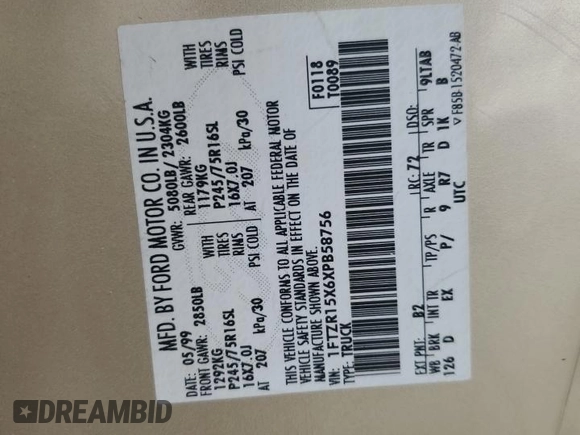 MFD. BY FORD MOTOR CO. IN U.S.A.
DATE: 05/99 GVWR: 5080LB/ 2304KG
FRONT GAWR: 2850LB REAR GAWR: 2600LB
1292KG WITH 1179KG WITH
P245/75R16SL TIRES P245/75R16SL TIRES
16X7.0J RIMS 16X7.0J RIMS
AT 207 kPa/30 PSI COLD AT 207 kPa/30 PSI COLD
THIS VEHICLE CONFORMS TO ALL APPLICABLE FEDERAL MOTOR
VEHICLE SAFETY STANDARDS IN EFFECT ON THE DATE OF
MANUFACTURE SHOWN ABOVE.
VIN: 1FTZR15X6XPB58756
TYPE: TRUCK
F0118
T0089
EXT PNT: B2 RC: 72 DSO: 9LTAB
WB BRK INT TR TP/PS R AXLE TR SPR
126 D EX P/ 9 R7 D 1K B
UTC
▽ F85B-1520472-AB
DREAMBID